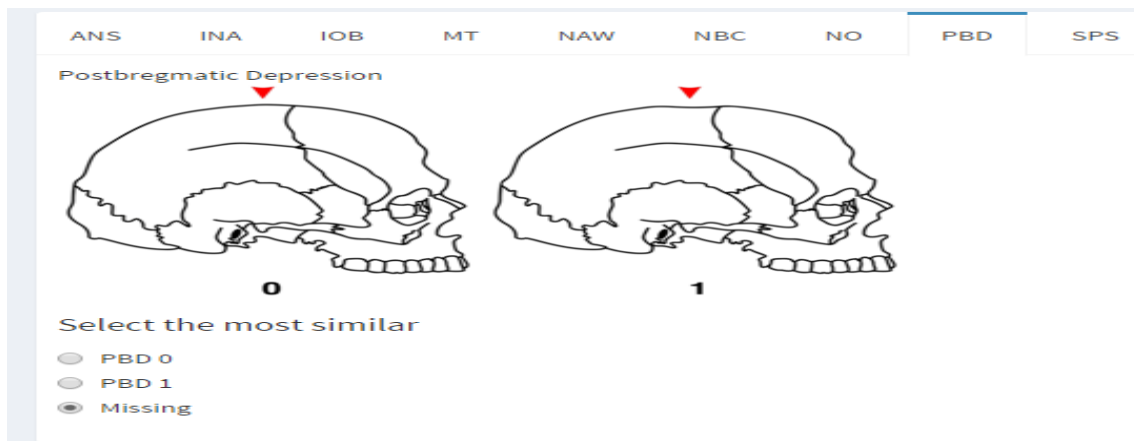 ANS INA IOB MT NAW NBC NO PBD SPS
Postbregmatic Depression
0 1
Select the most similar
PBD 0
PBD 1
Missing